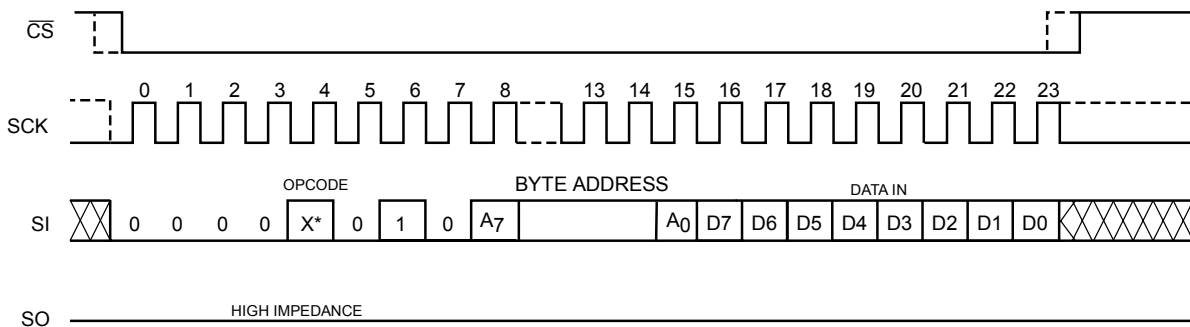 CS
0 1 2 3 4 5 6 7 8 13 14 15 16 17 18 19 20 21 22 23
SCK
OPCODE BYTE ADDRESS DATA IN
SI 0 0 0 0 X* 0 1 0 A7 A0 D7 D6 D5 D4 D3 D2 D1 D0
HIGH IMPEDANCE
SO